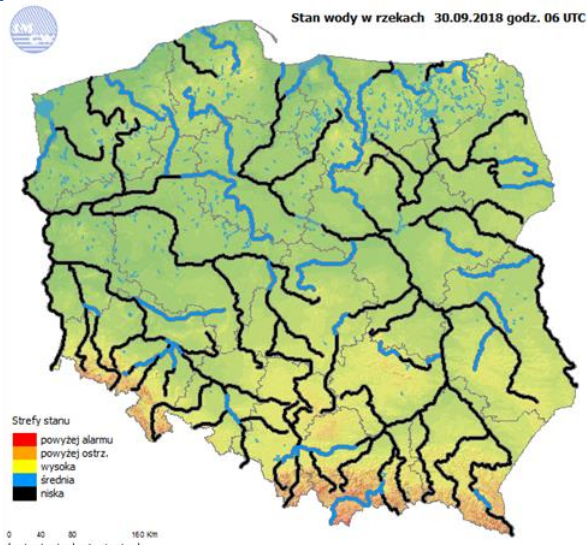 Stan wody w rzekach 30.09.2018 godz. 06 UTC
Strefy stanu
powyżej alarmu
powyżej ostrz.
wysoka
średnia
niska
0 40 80 160 Km